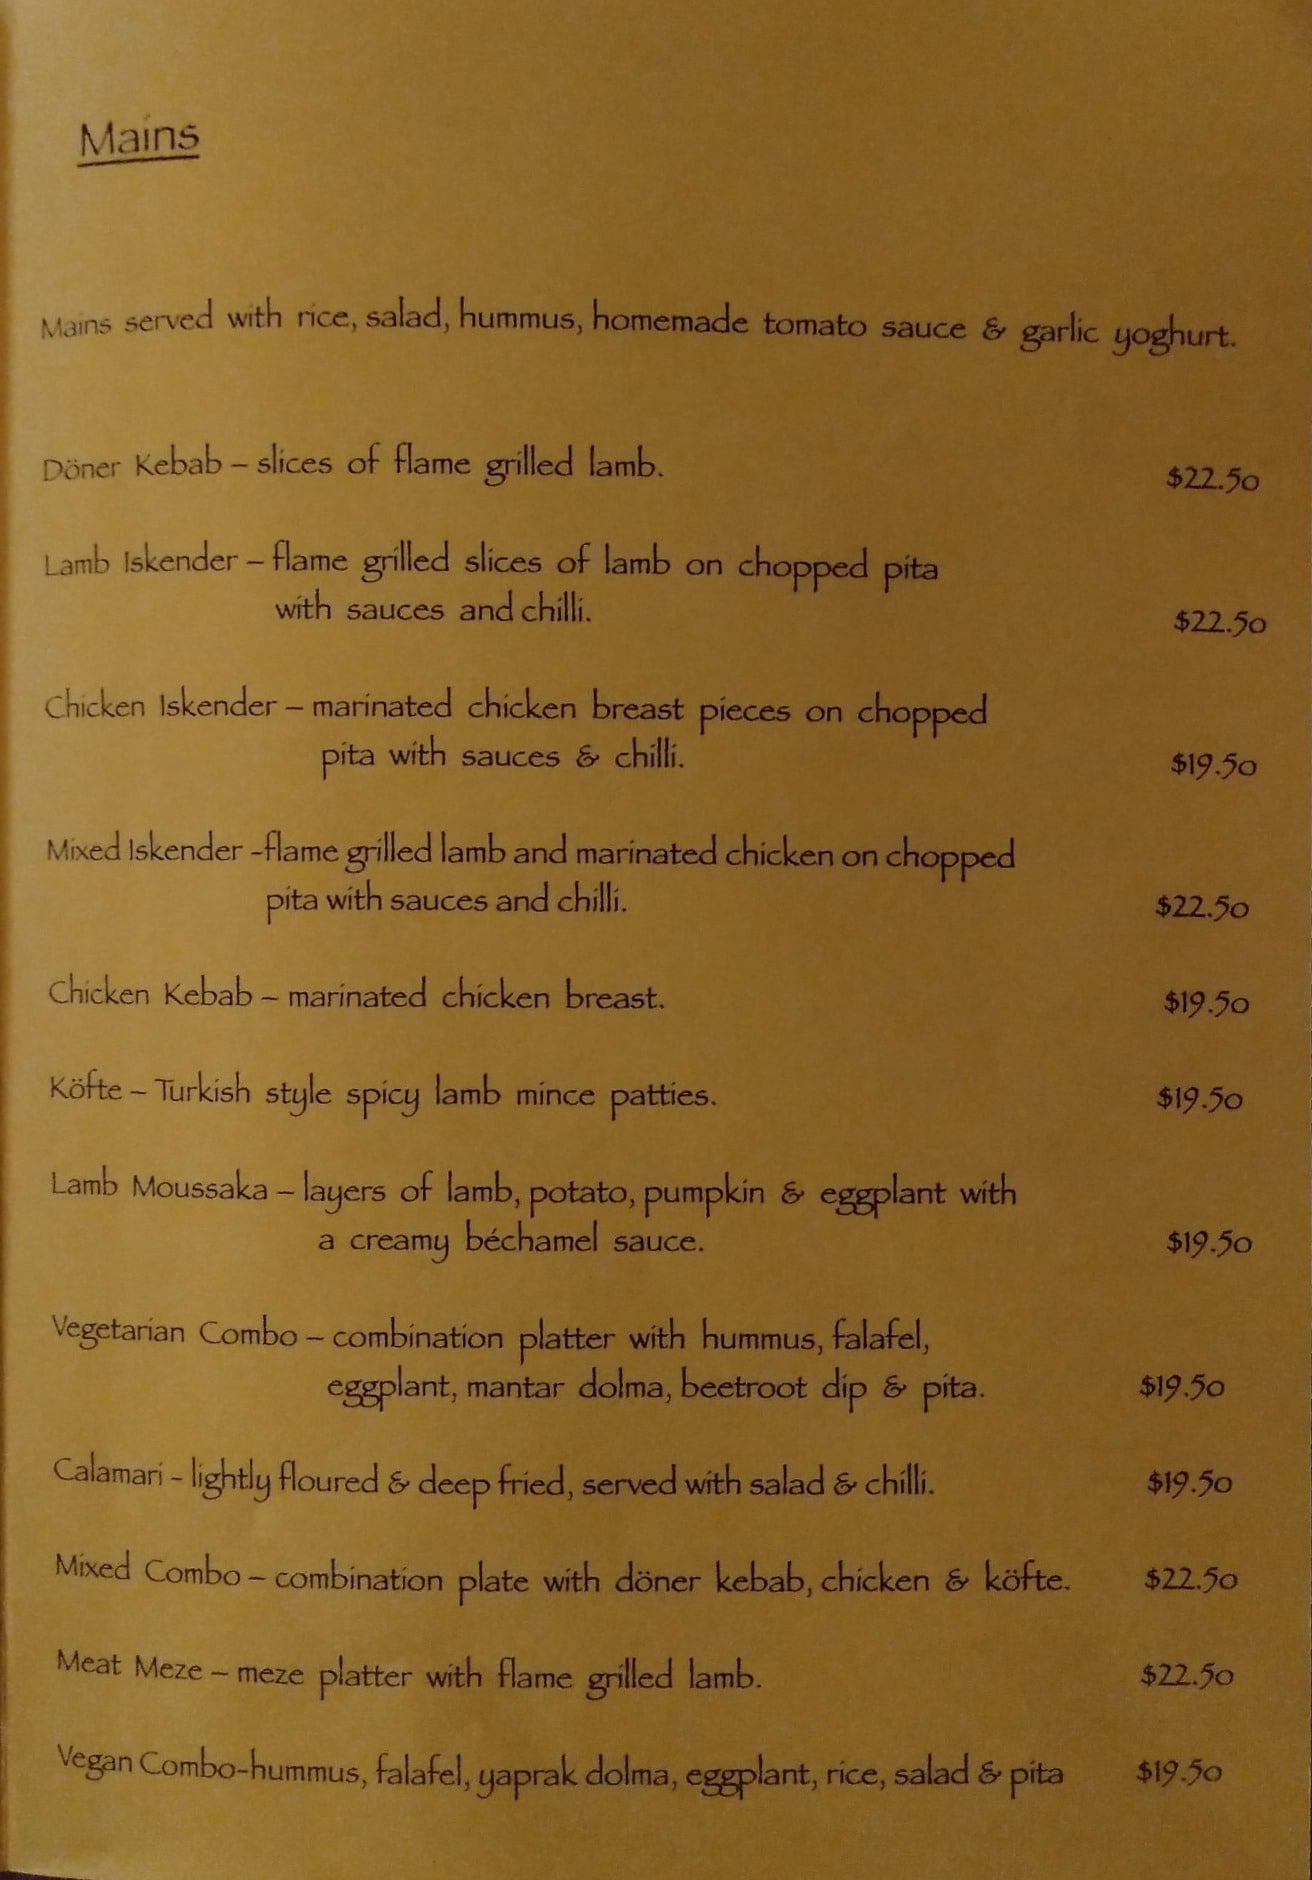 Mains
Mains served with rice, salad, hummus, homemade tomato sauce & garlic yoghurt.
Döner Kebab – slices of flame grilled lamb. $22.50
Lamb Iskender – flame grilled slices of lamb on chopped pita
with sauces and chilli. $22.50
Chicken Iskender – marinated chicken breast pieces on chopped
pita with sauces & chilli. $19.50
Mixed Iskender -flame grilled lamb and marinated chicken on chopped
pita with sauces and chilli. $22.50
Chicken Kebab – marinated chicken breast. $19.50
Köfte – Turkish style spicy lamb mince patties. $19.50
Lamb Moussaka – layers of lamb, potato, pumpkin & eggplant with
a creamy béchamel sauce. $19.50
Vegetarian Combo – combination platter with hummus, falafel,
eggplant, mantar dolma, beetroot dip & pita. $19.50
Calamari - lightly floured & deep fried, served with salad & chilli. $19.50
Mixed Combo – combination plate with döner kebab, chicken & köfte. $22.50
Meat Meze – meze platter with flame grilled lamb. $22.50
Vegan Combo-hummus, falafel, yaprak dolma, eggplant, rice, salad & pita $19.50